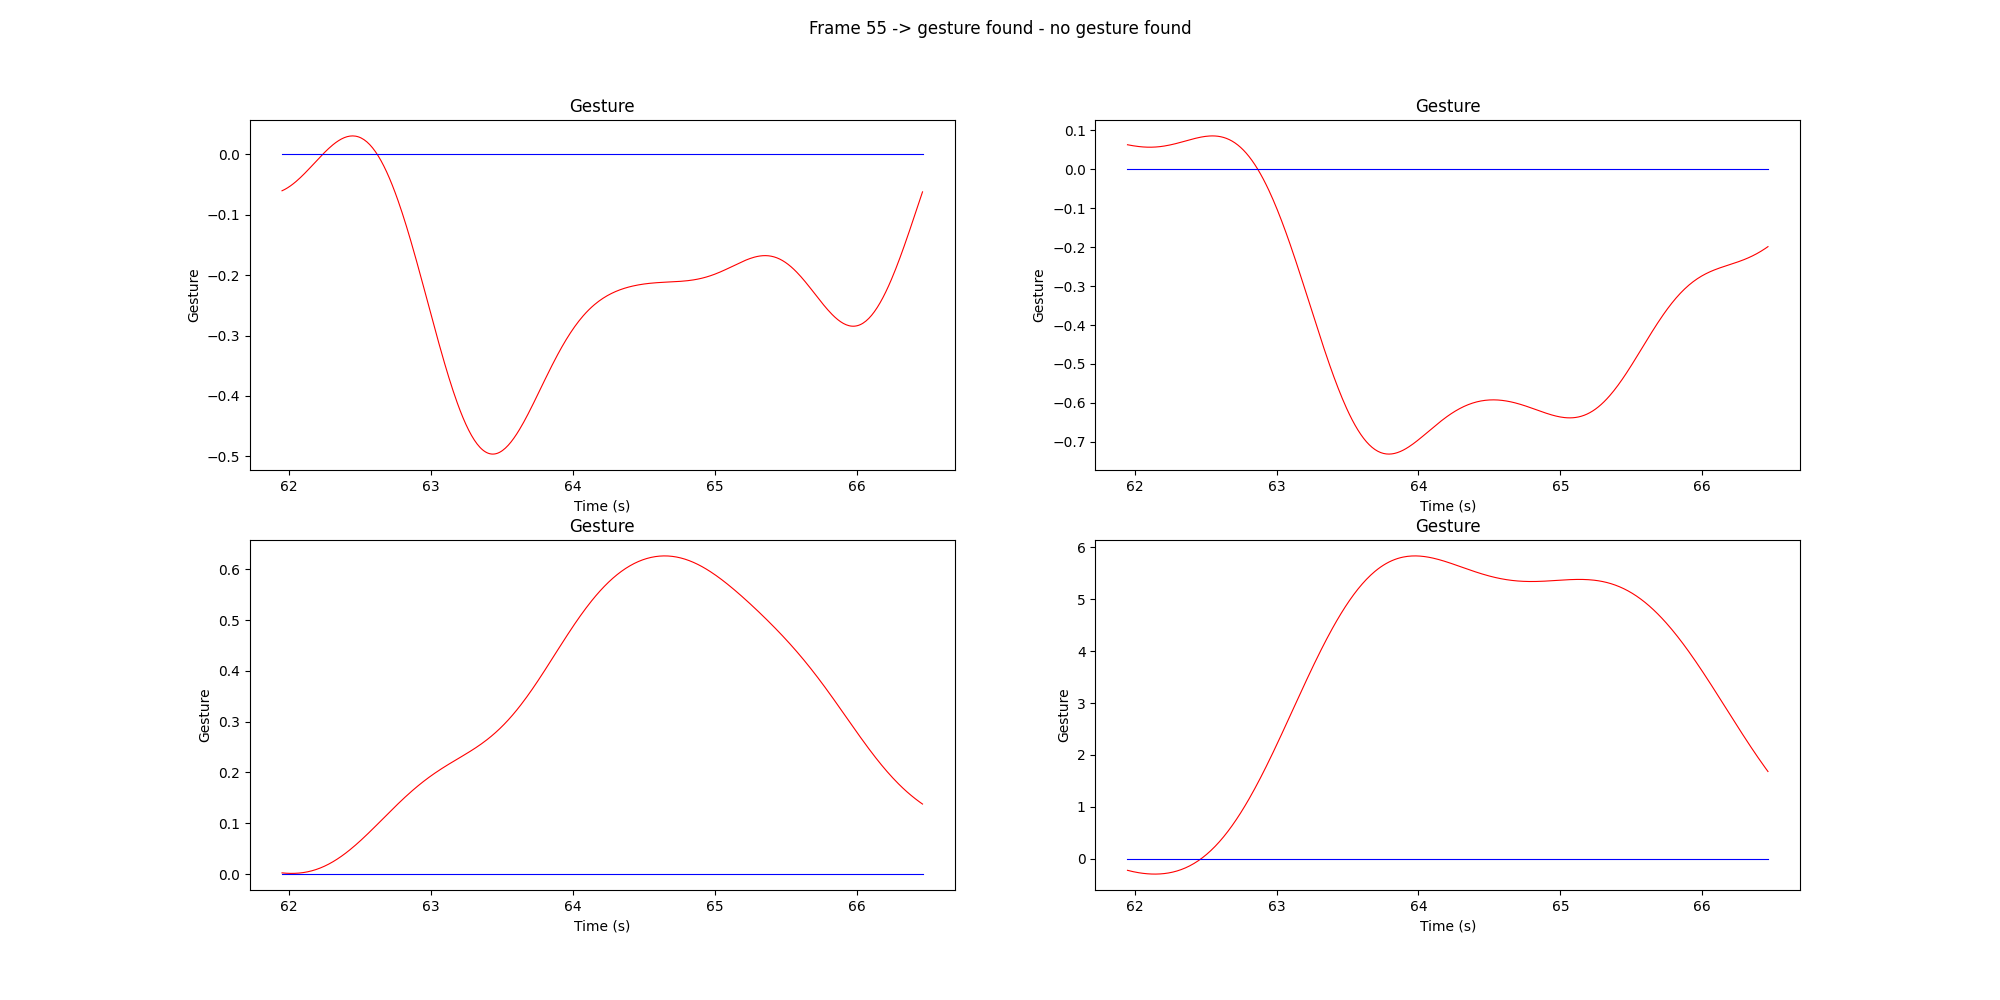 Frame 55 -> gesture found - no gesture found
Gesture
0.0
−0.1
−0.2
−0.3
−0.4
−0.5
Gesture
62 63 64 65 66
Time (s)
Gesture
0.1
0.0
−0.1
−0.2
−0.3
−0.4
−0.5
−0.6
−0.7
Gesture
62 63 64 65 66
Time (s)
Gesture
0.6
0.5
0.4
0.3
0.2
0.1
0.0
Gesture
62 63 64 65 66
Time (s)
Gesture
6
5
4
3
2
1
0
Gesture
62 63 64 65 66
Time (s)